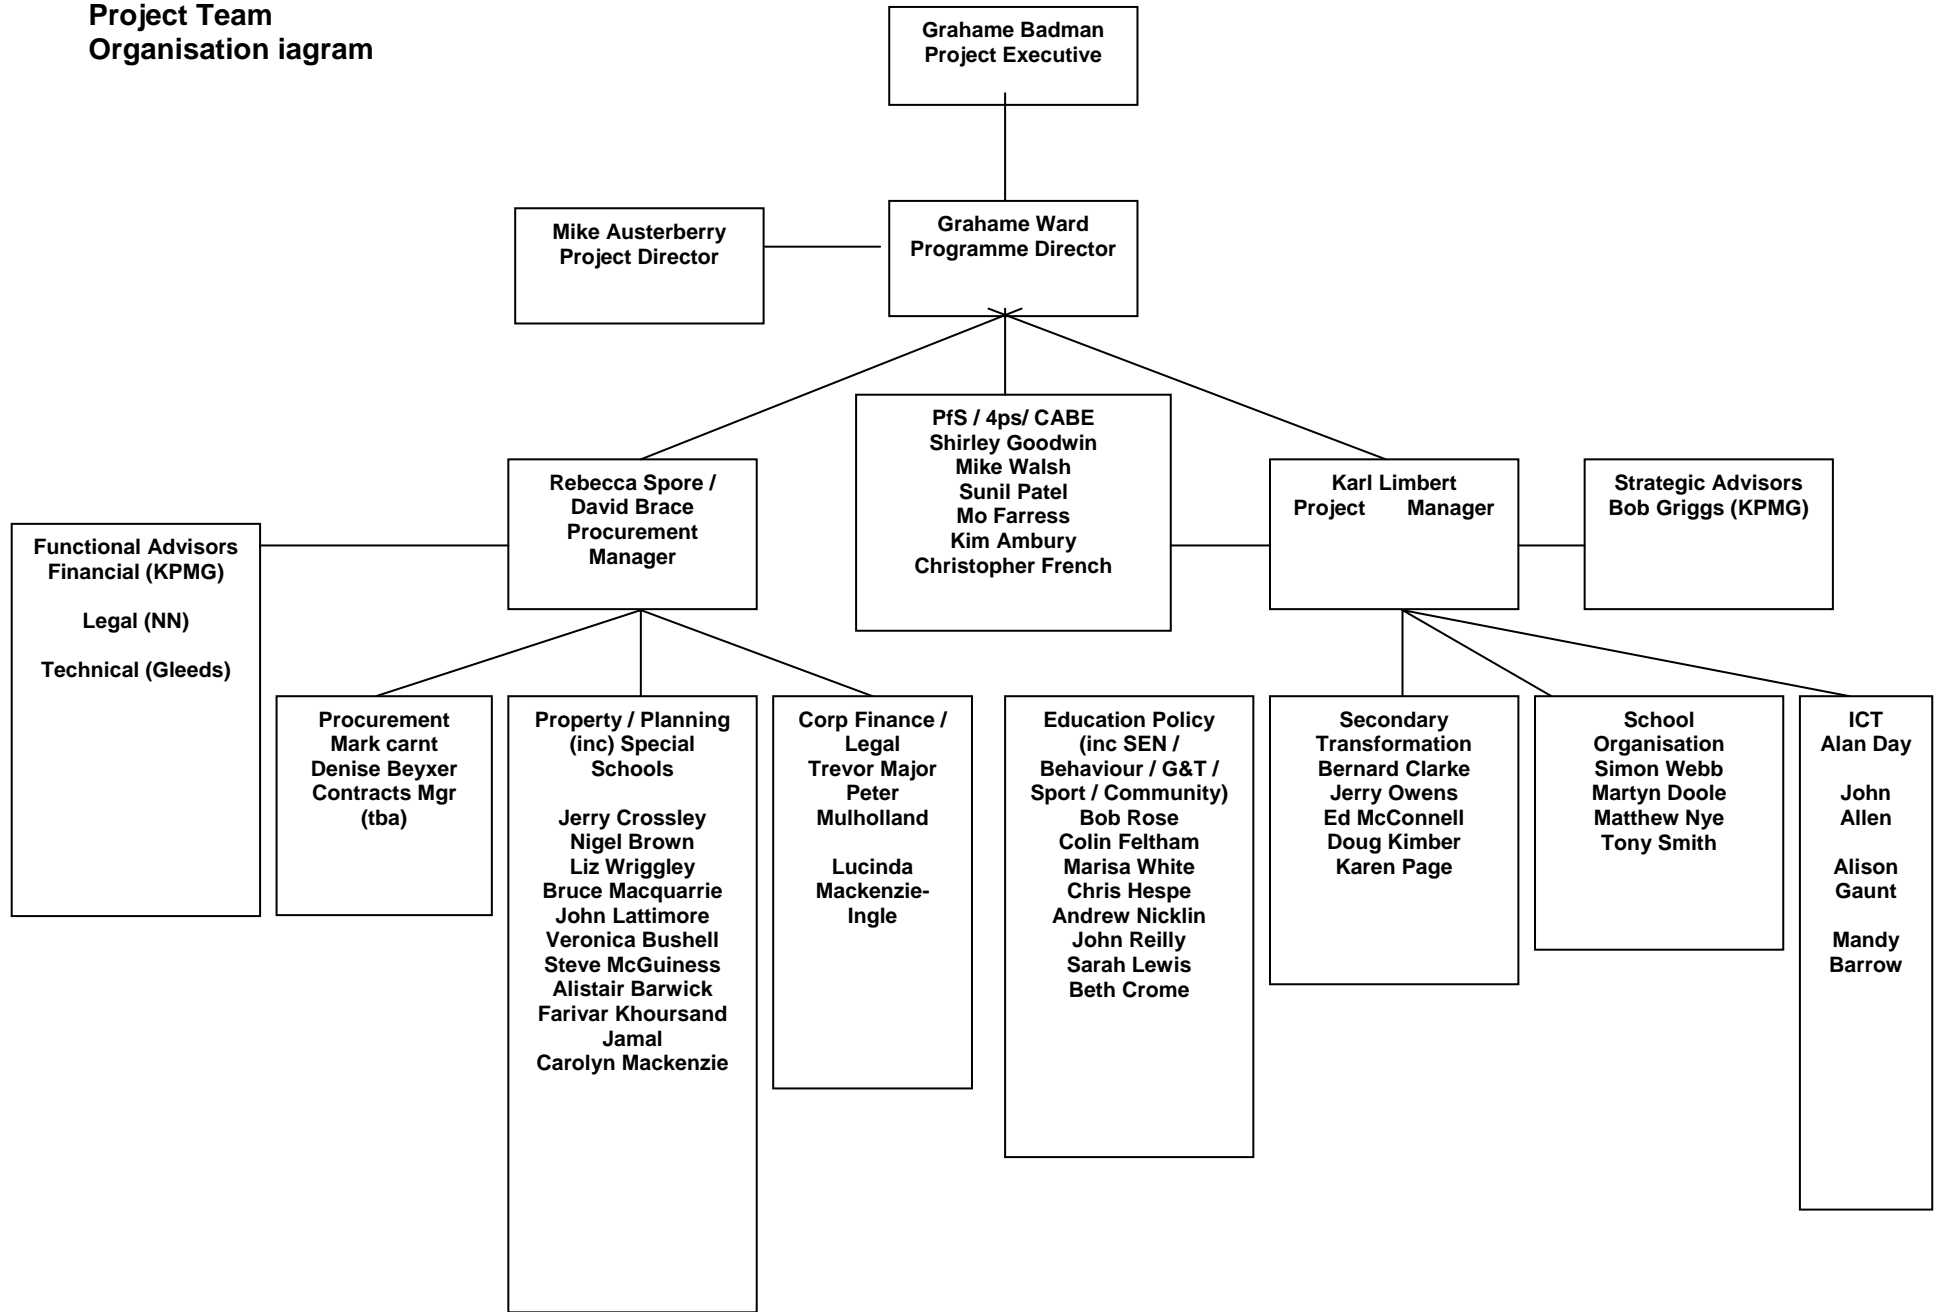 Project Team
Organisation iagram
Grahame Badman
Project Executive
Mike Austerberry
Project Director
Grahame Ward
Programme Director
PfS / 4ps/ CABE
Shirley Goodwin
Mike Walsh
Sunil Patel
Mo Farress
Kim Ambury
Christopher French
Rebecca Spore /
David Brace
Procurement
Manager
Karl Limbert
Project Manager
Strategic Advisors
Bob Griggs (KPMG)
Functional Advisors
Financial (KPMG)
Legal (NN)
Technical (Gleeds)
Procurement
Mark carnt
Denise Beyxer
Contracts Mgr
(tba)
Property / Planning
(inc) Special
Schools
Jerry Crossley
Nigel Brown
Liz Wriggley
Bruce Macquarrie
John Lattimore
Veronica Bushell
Steve McGuiness
Alistair Barwick
Farivar Khoursand
Jamal
Carolyn Mackenzie
Corp Finance /
Legal
Trevor Major
Peter
Mulholland
Lucinda
Mackenzie-
Ingle
Education Policy
(inc SEN /
Behaviour / G&T /
Sport / Community)
Bob Rose
Colin Feltham
Marisa White
Chris Hespe
Andrew Nicklin
John Reilly
Sarah Lewis
Beth Crome
Secondary
Transformation
Bernard Clarke
Jerry Owens
Ed McConnell
Doug Kimber
Karen Page
School
Organisation
Simon Webb
Martyn Doole
Matthew Nye
Tony Smith
ICT
Alan Day
John
Allen
Alison
Gaunt
Mandy
Barrow